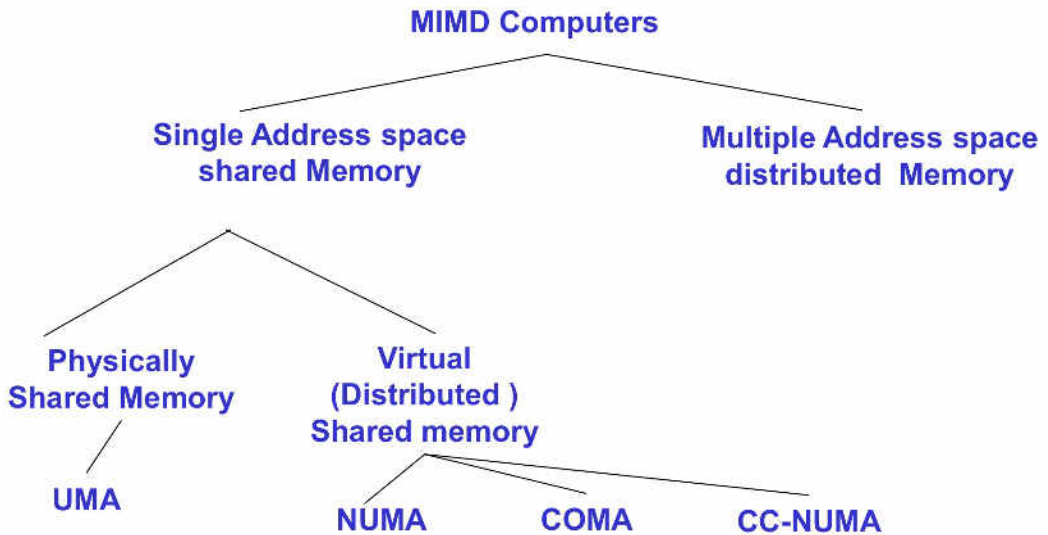 MIMD Computers
Single Address space
shared Memory
Multiple Address space
distributed Memory
Physically
Shared Memory
Virtual
(Distributed )
Shared memory
UMA
NUMA
COMA
CC-NUMA